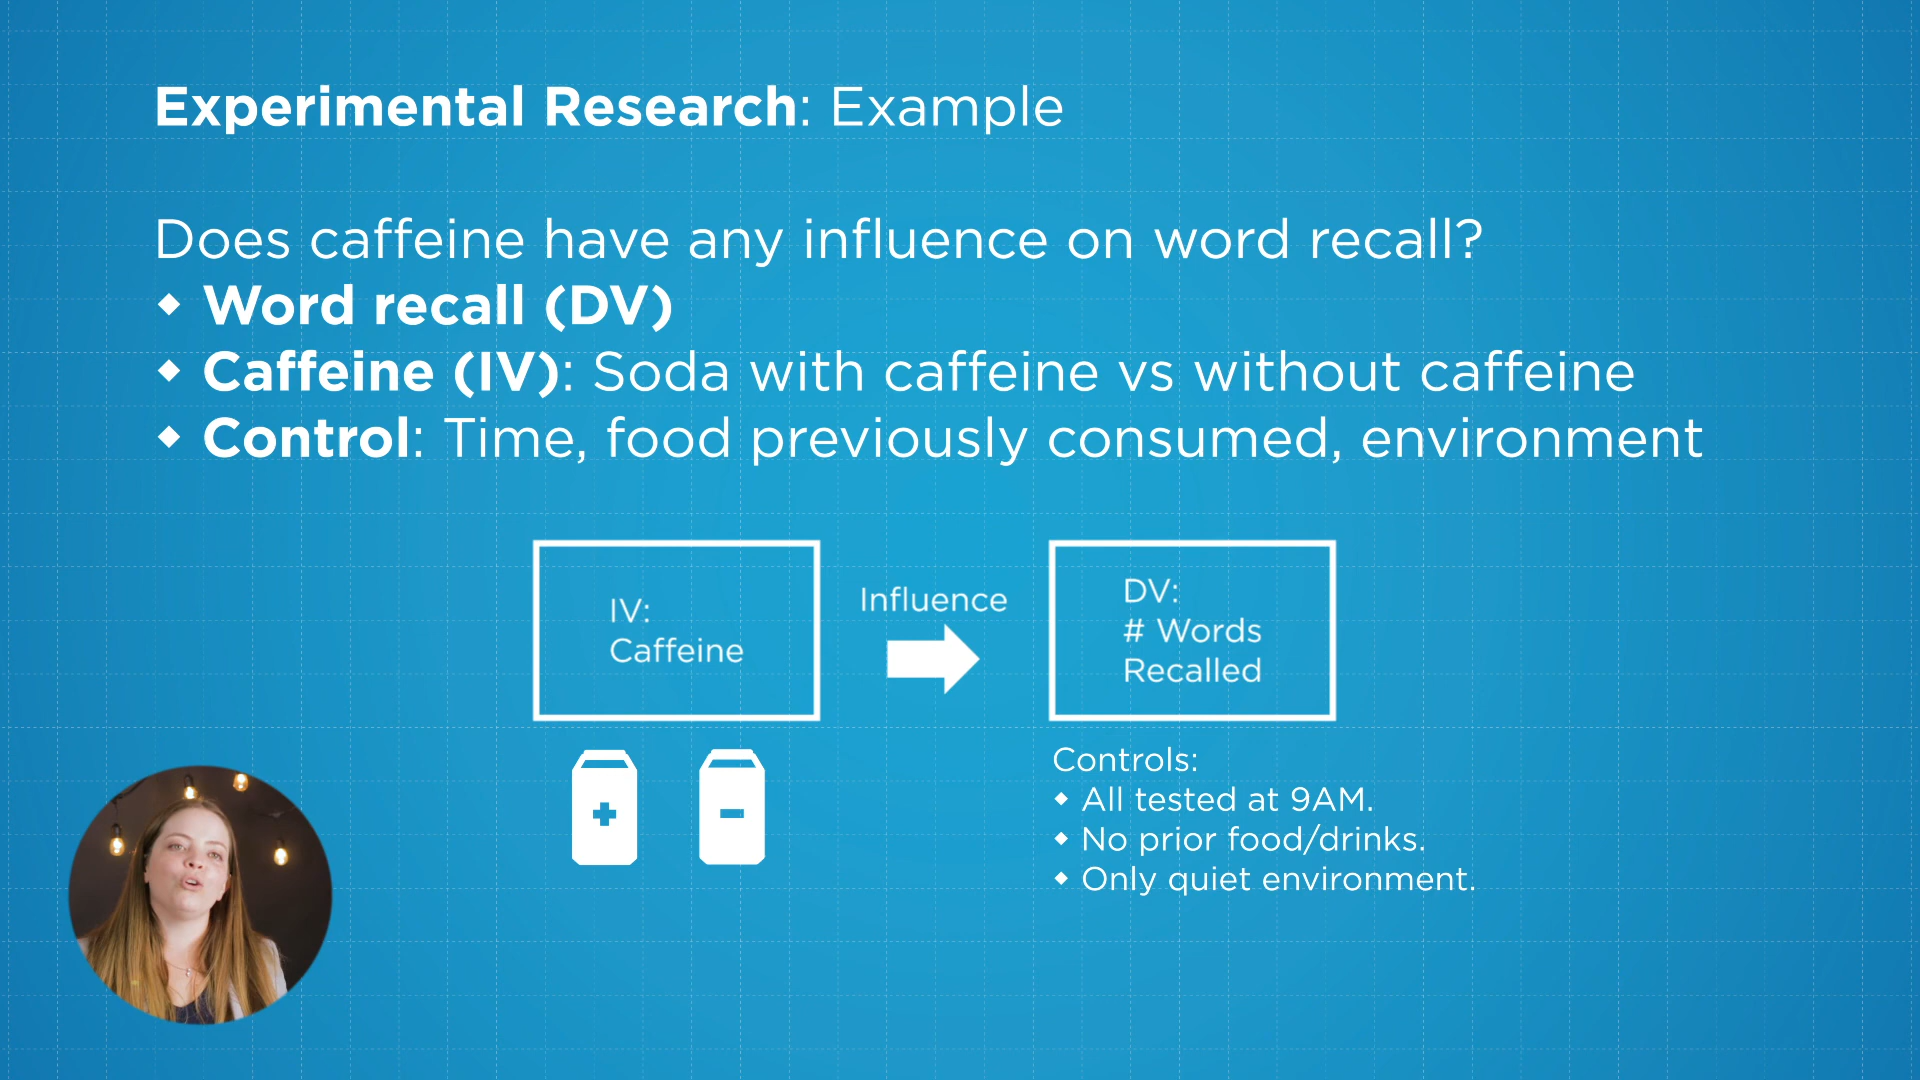 Experimental Research: Example
Does caffeine have any influence on word recall?
◆ Word recall (DV)
◆ Caffeine (IV): Soda with caffeine vs without caffeine
◆ Control: Time, food previously consumed, environment
IV:
Caffeine
Influence
DV:
# Words
Recalled
+ -
Controls:
◆ All tested at 9AM.
◆ No prior food/drinks.
◆ Only quiet environment.